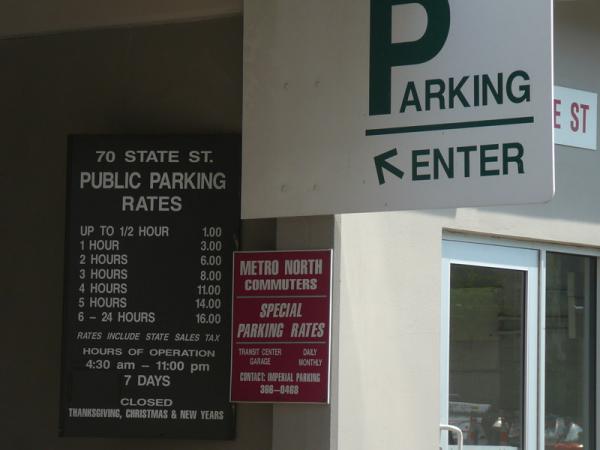 PARKING
ENTER
E ST
70 STATE ST.
PUBLIC PARKING
RATES
UP TO 1/2 HOUR 1.00
1 HOUR 3.00
2 HOURS 6.00
3 HOURS 8.00
4 HOURS 11.00
5 HOURS 14.00
6 – 24 HOURS 16.00
RATES INCLUDE STATE SALES TAX
HOURS OF OPERATION
4:30 am – 11:00 pm
7 DAYS
CLOSED
THANKSGIVING, CHRISTMAS & NEW YEARS
METRO NORTH
COMMUTERS
SPECIAL
PARKING RATES
TRANSIT CENTER DAILY
GARAGE MONTHLY
CONTACT: IMPERIAL PARKING
366–0468